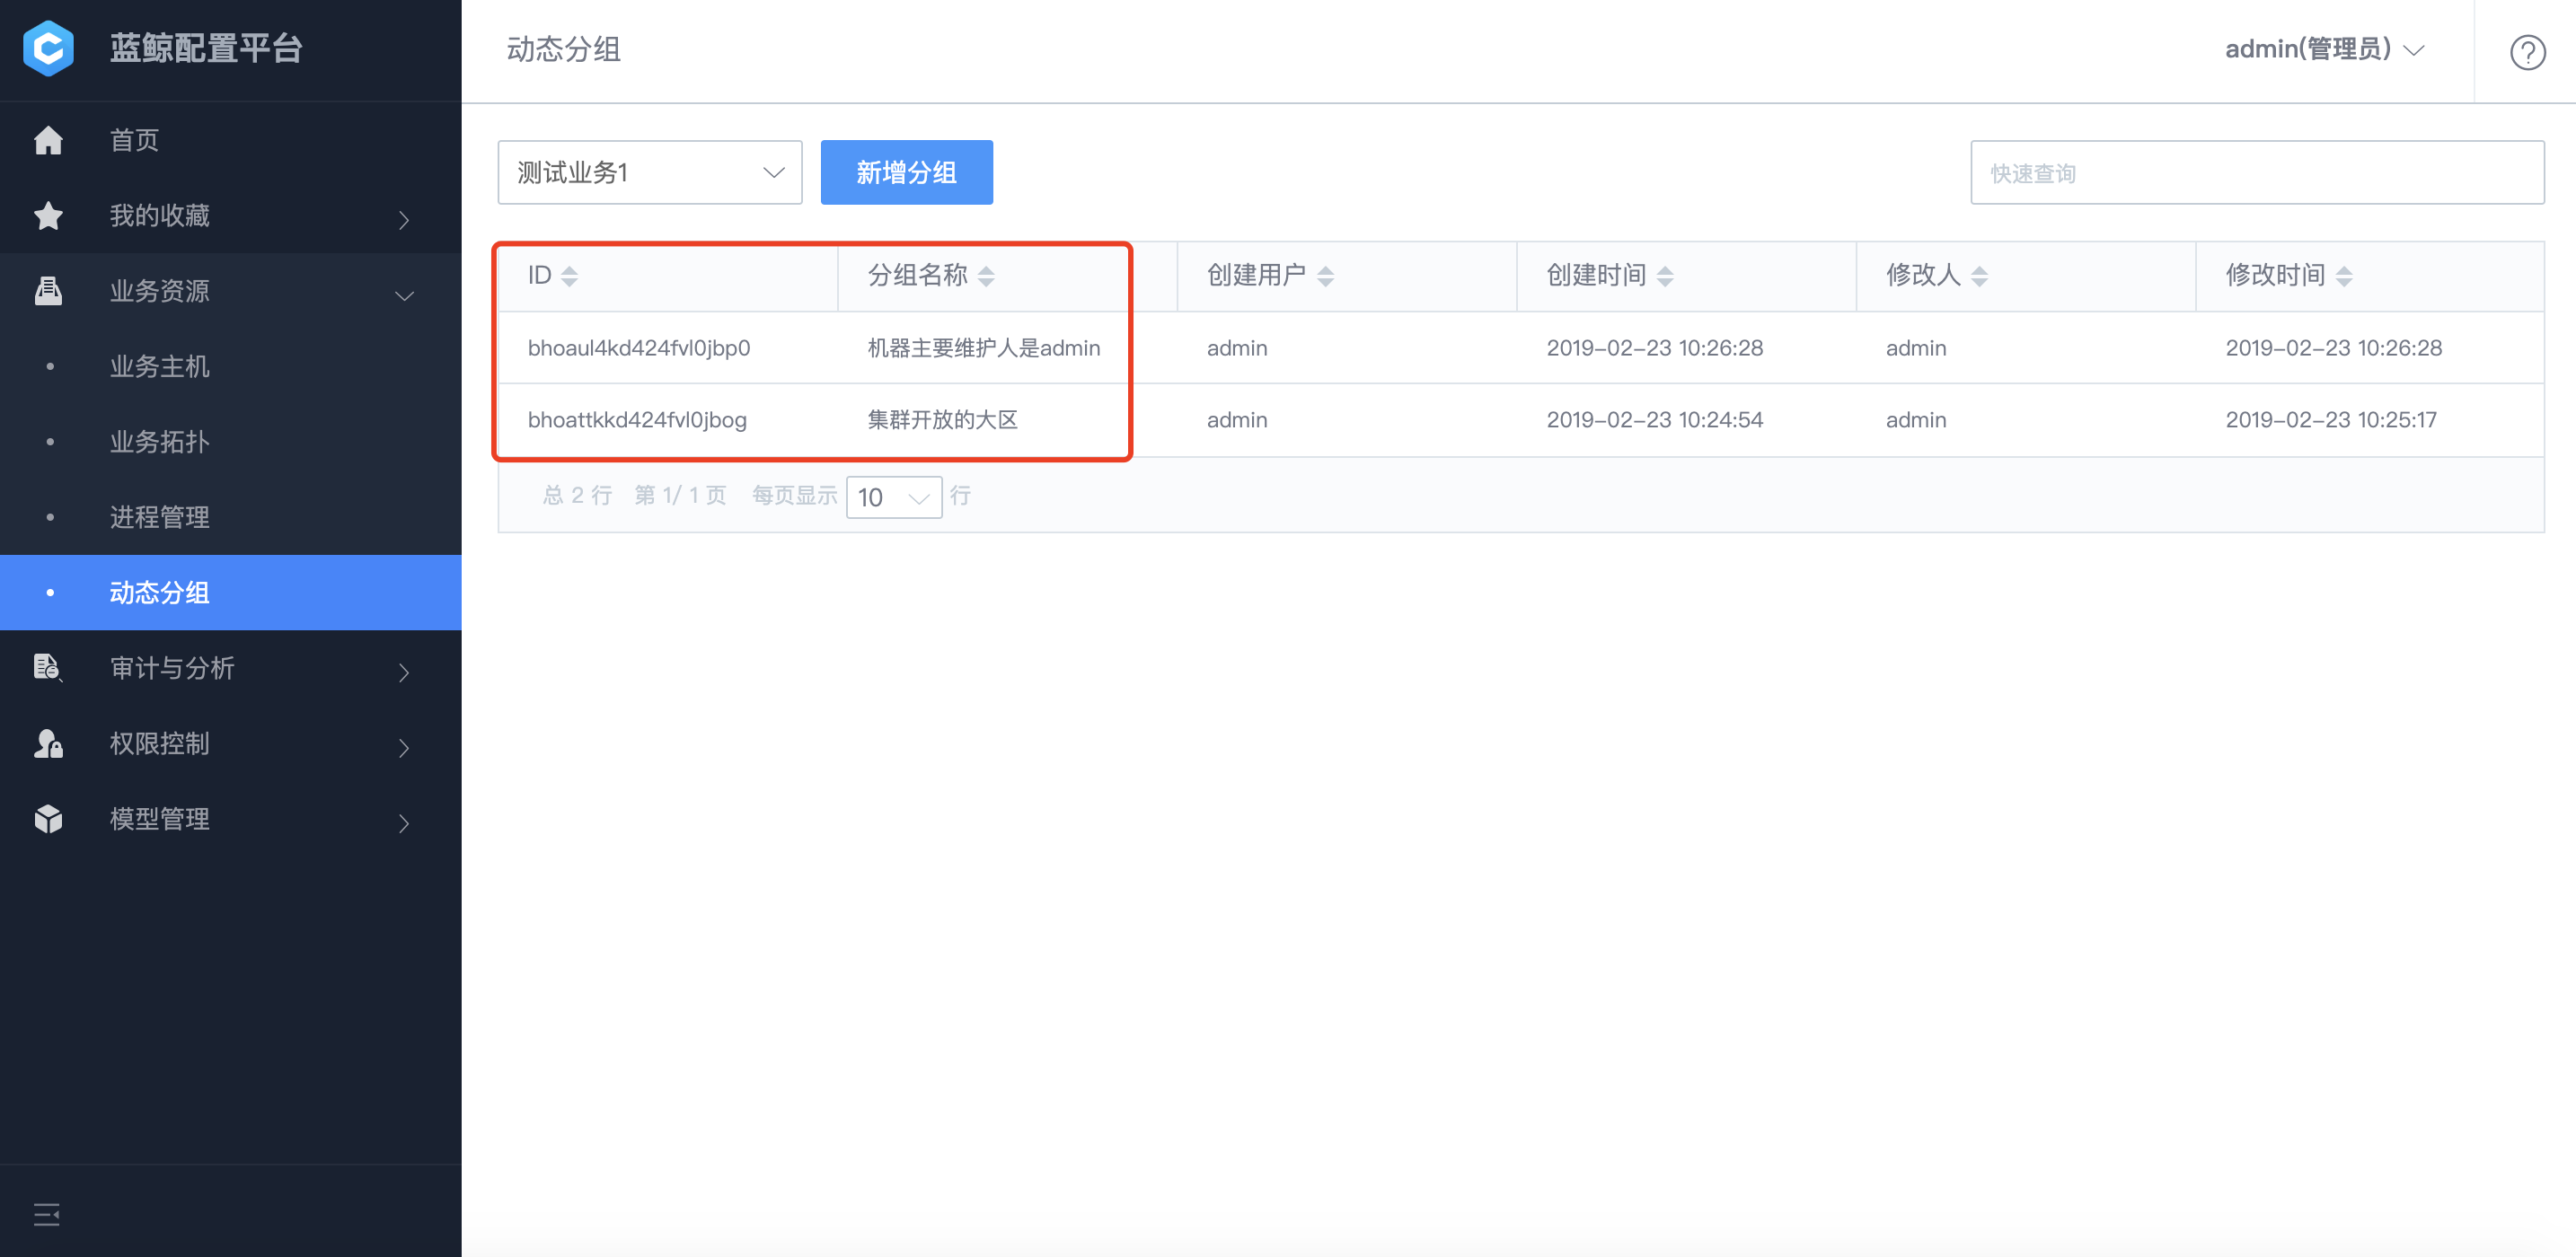 蓝鲸配置平台
动态分组
admin(管理员)
首页
我的收藏
业务资源
业务主机
业务拓扑
进程管理
动态分组
审计与分析
权限控制
模型管理
测试业务1
新增分组
快速查询
ID 分组名称 创建用户 创建时间 修改人 修改时间
bhoaul4kd424fvl0jbp0 机器主要维护人是admin admin 2019-02-23 10:26:28 admin 2019-02-23 10:26:28
bhoattkkd424fvl0jbog 集群开放的大区 admin 2019-02-23 10:24:54 admin 2019-02-23 10:25:17
总 2 行 第 1/ 1 页 每页显示 10 行